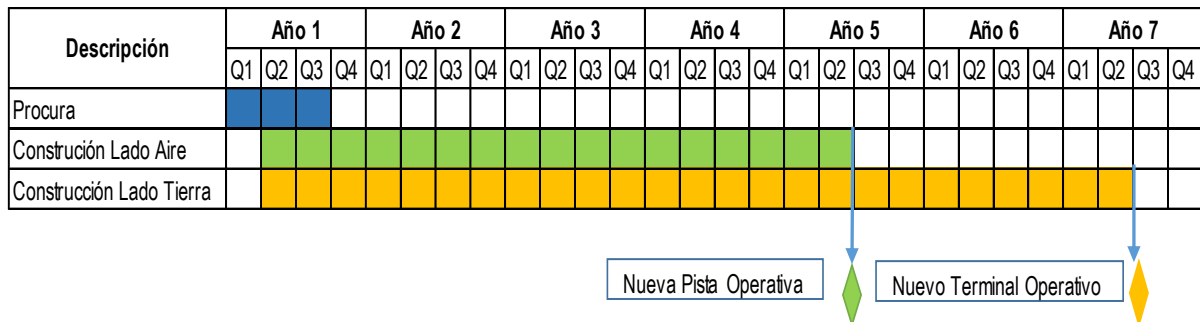 Descripción Año 1 Año 2 Año 3 Año 4 Año 5 Año 6 Año 7
Q1 Q2 Q3 Q4 Q1 Q2 Q3 Q4 Q1 Q2 Q3 Q4 Q1 Q2 Q3 Q4 Q1 Q2 Q3 Q4 Q1 Q2 Q3 Q4 Q1 Q2 Q3 Q4
Procura
Construción Lado Aire
Construcción Lado Tierra
Nueva Pista Operativa Nuevo Terminal Operativo